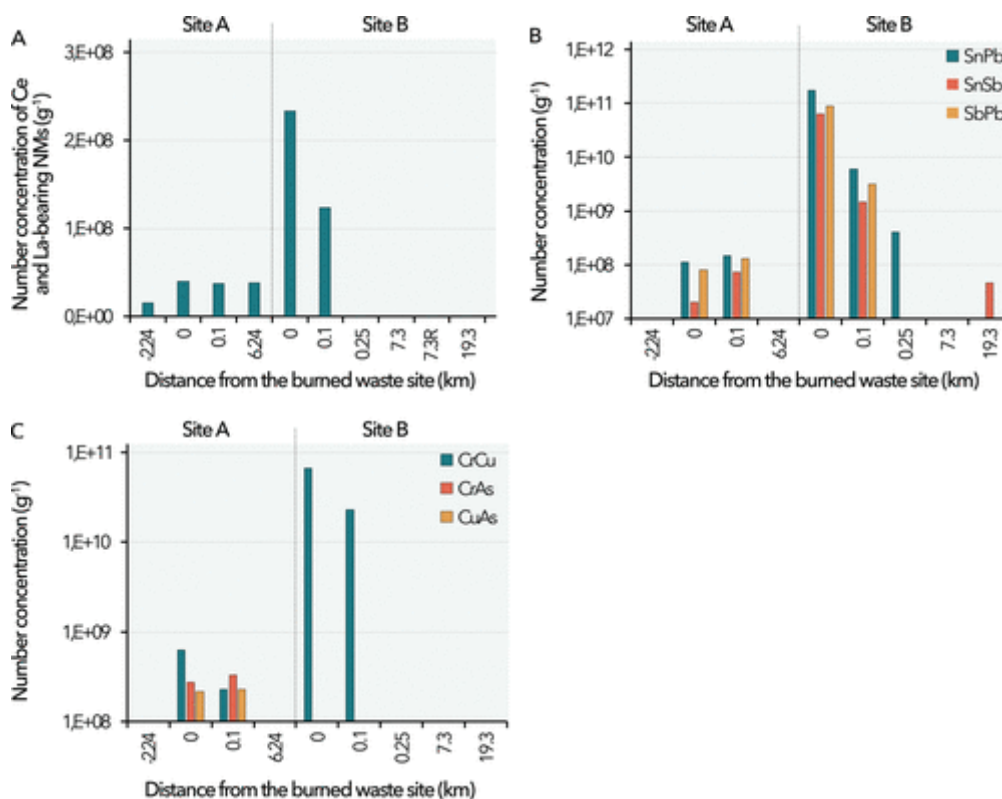 A
Site A
Site B
3,E+08
2,E+08
1,E+08
0,E+00
Number concentration of Ce
and La-bearing NMs (g⁻¹)
-2.24
0
0.1
6.24
0
0.1
0.25
7.3
7.3R
19.3
Distance from the burned waste site (km)
B
Site A
Site B
1,E+12
1,E+11
1,E+10
1,E+09
1,E+08
1,E+07
Number concentration (g⁻¹)
SnPb
SnSb
SbPb
-2.24
0
0.1
6.24
0
0.1
0.25
7.3
19.3
Distance from the burned waste site (km)
C
Site A
Site B
1,E+11
1,E+10
1,E+09
1,E+08
Number concentration (g⁻¹)
CrCu
CrAs
CuAs
-2.24
0
0.1
6.24
0
0.1
0.25
7.3
19.3
Distance from the burned waste site (km)